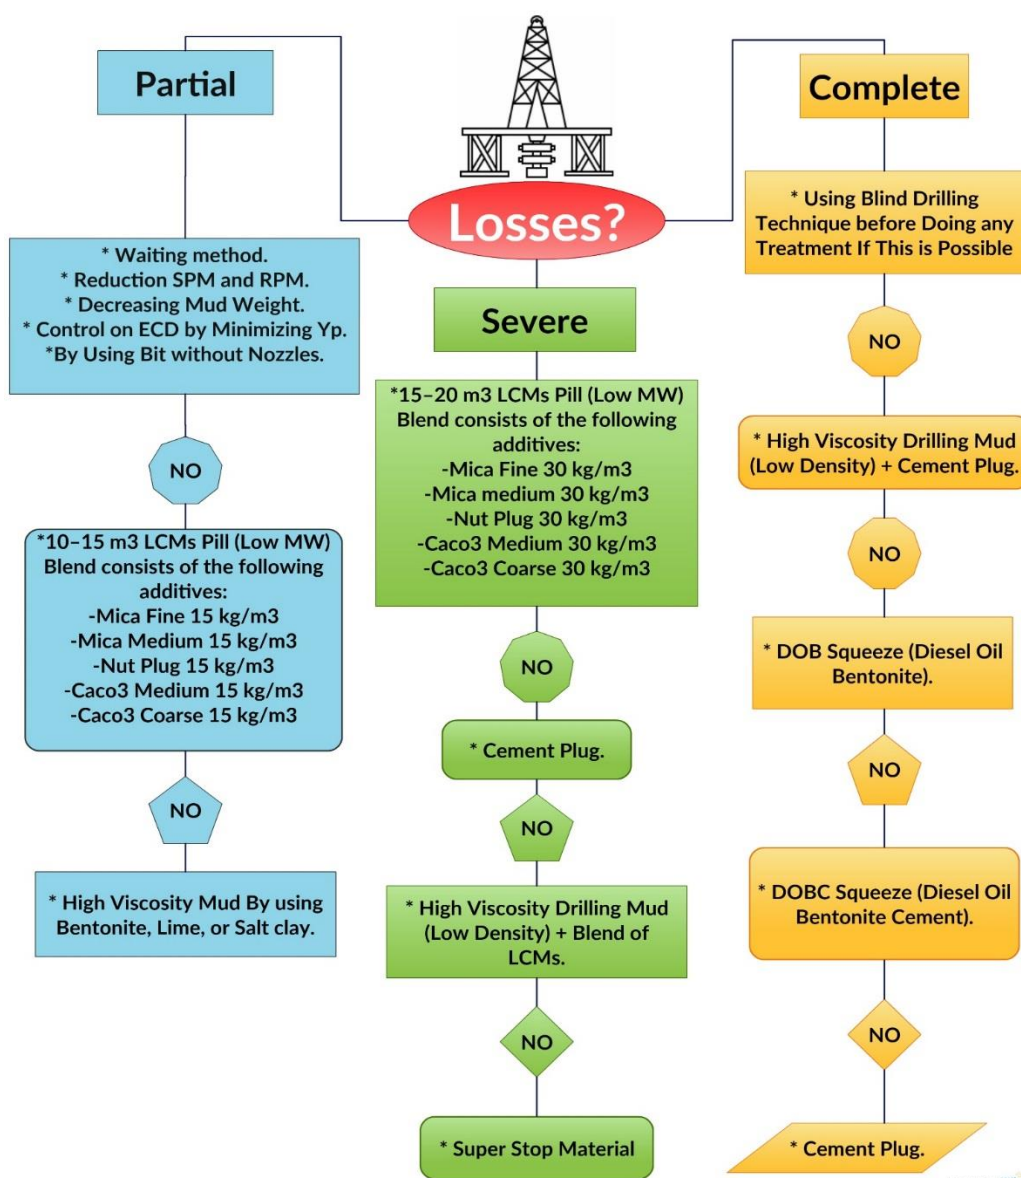 Losses?
Partial
* Waiting method.
* Reduction SPM and RPM.
* Decreasing Mud Weight.
* Control on ECD by Minimizing Yp.
*By Using Bit without Nozzles.
NO
*10–15 m3 LCMs Pill (Low MW)
Blend consists of the following
additives:
-Mica Fine 15 kg/m3
-Mica Medium 15 kg/m3
-Nut Plug 15 kg/m3
-Caco3 Medium 15 kg/m3
-Caco3 Coarse 15 kg/m3
NO
* High Viscosity Mud By using
Bentonite, Lime, or Salt clay.
Severe
*15–20 m3 LCMs Pill (Low MW)
Blend consists of the following
additives:
-Mica Fine 30 kg/m3
-Mica medium 30 kg/m3
-Nut Plug 30 kg/m3
-Caco3 Medium 30 kg/m3
-Caco3 Coarse 30 kg/m3
NO
* Cement Plug.
NO
* High Viscosity Drilling Mud
(Low Density) + Blend of
LCMs.
NO
* Super Stop Material
Complete
* Using Blind Drilling
Technique before Doing any
Treatment If This is Possible
NO
* High Viscosity Drilling Mud
(Low Density) + Cement Plug.
NO
* DOB Squeeze (Diesel Oil
Bentonite).
NO
* DOBC Squeeze (Diesel Oil
Bentonite Cement).
NO
* Cement Plug.